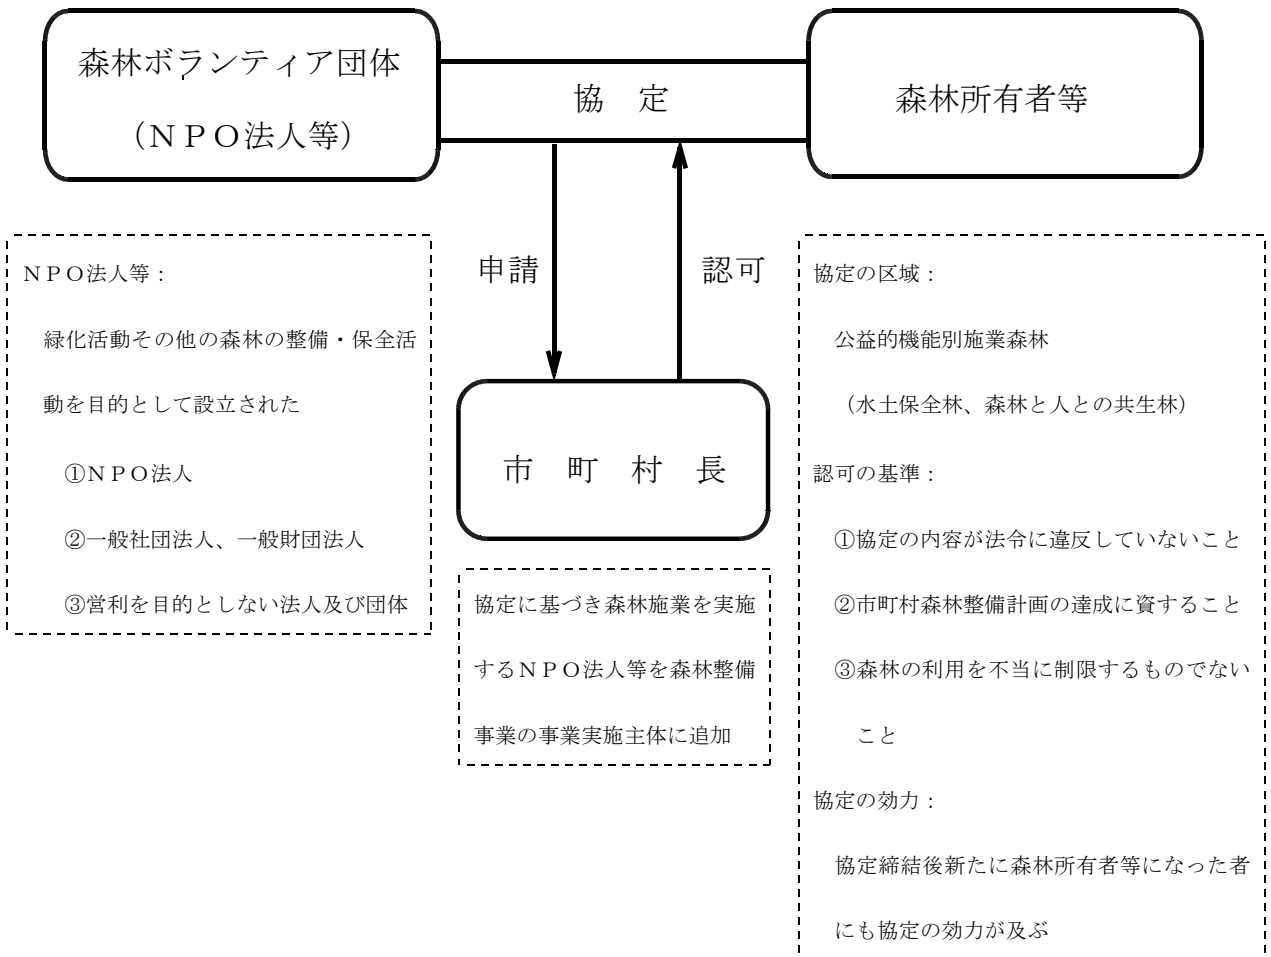 森林ボランティア団体
（ＮＰＯ法人等）
協　定
森林所有者等
申請
認可
市　町　村　長
ＮＰＯ法人等：
緑化活動その他の森林の整備・保全活
動を目的として設立された
①ＮＰＯ法人
②一般社団法人、一般財団法人
③営利を目的としない法人及び団体
協定に基づき森林施業を実施
するＮＰＯ法人等を森林整備
事業の事業実施主体に追加
協定の区域：
公益的機能別施業森林
（水土保全林、森林と人との共生林）
認可の基準：
①協定の内容が法令に違反していないこと
②市町村森林整備計画の達成に資すること
③森林の利用を不当に制限するものでない
こと
協定の効力：
協定締結後新たに森林所有者等になった者
にも協定の効力が及ぶ